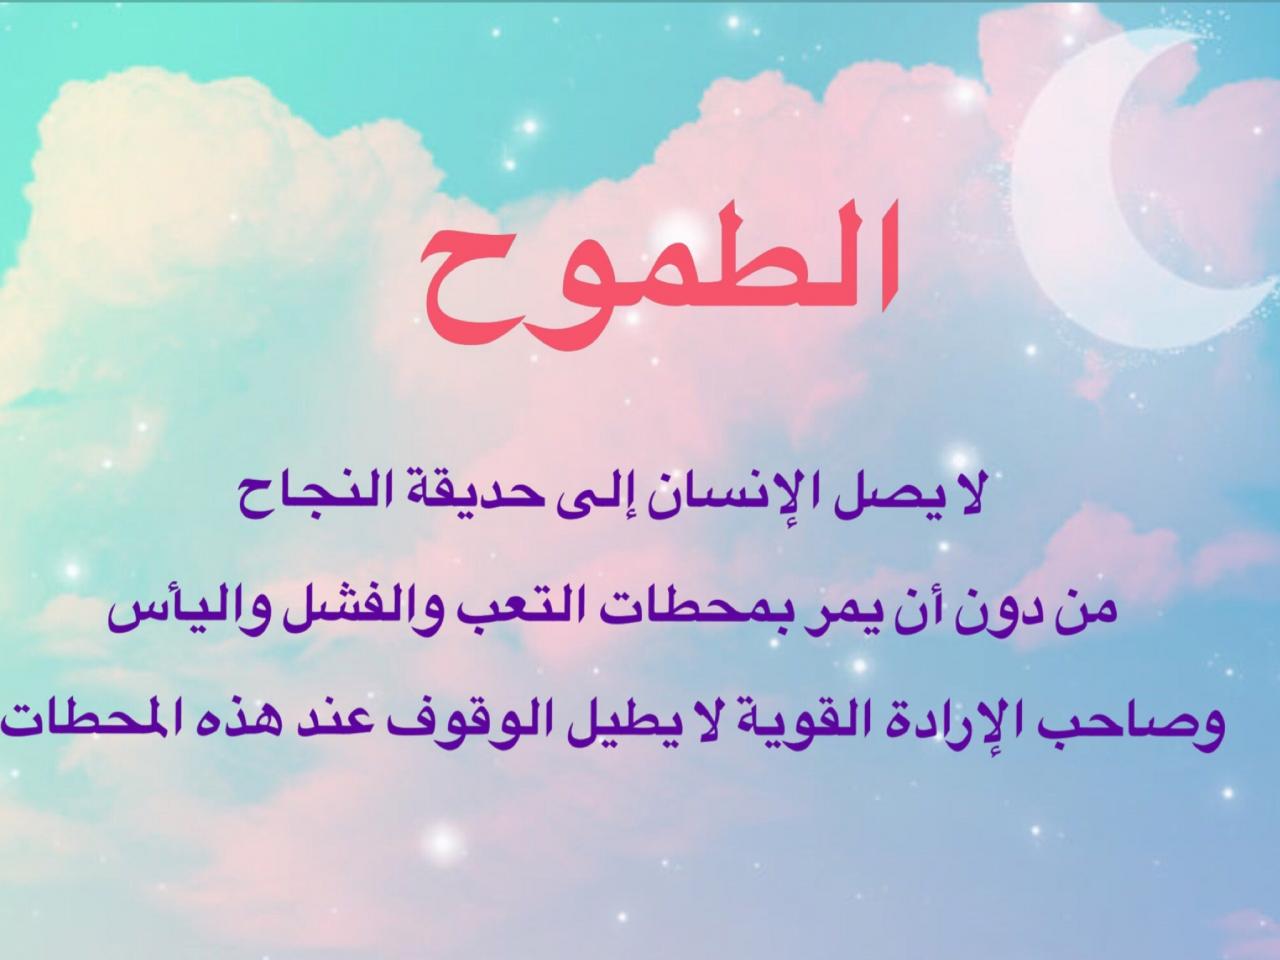 الطموح
لا يصل الإنسان إلى حديقة النجاح
من دون أن يمر بمحطات التعب والفشل واليأس
وصاحب الإرادة القوية لا يطيل الوقوف عند هذه المحطات